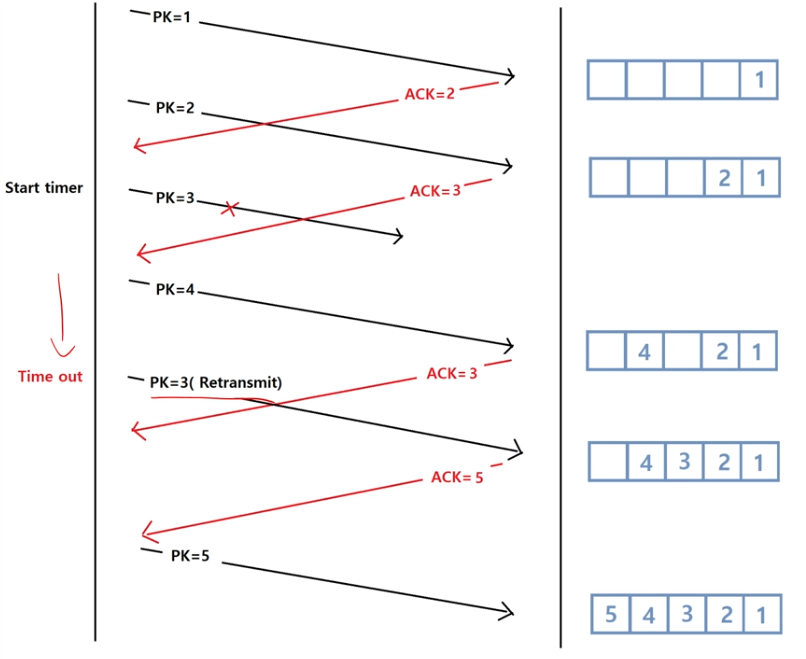 PK=1
1
ACK=2
PK=2
2 1
Start timer
ACK=3
PK=3
PK=4
4 2 1
Time out
ACK=3
PK=3( Retransmit)
4 3 2 1
ACK=5
PK=5
5 4 3 2 1